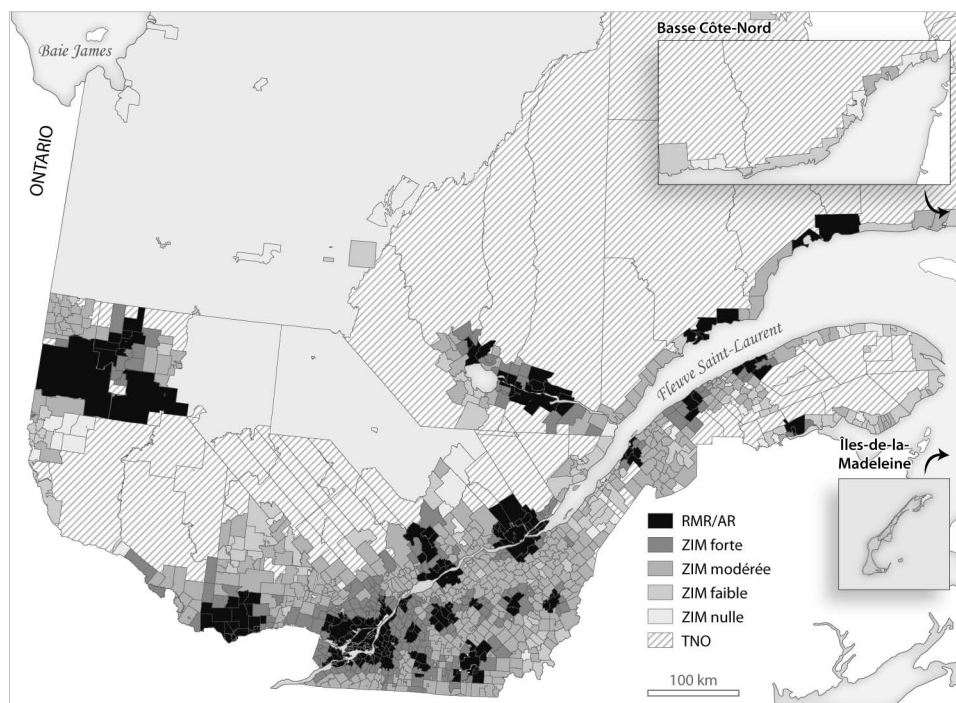 Basse Côte-Nord
Baie James
ONTARIO
Fleuve Saint-Laurent
Îles-de-la-
Madeleine
RMR/AR
ZIM forte
ZIM modérée
ZIM faible
ZIM nulle
TNO
100 km